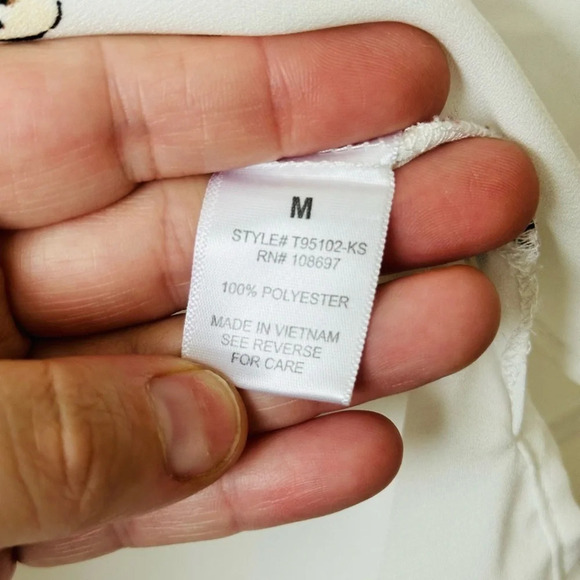 M
STYLE# T95102-KS
RN# 108697
100% POLYESTER
MADE IN VIETNAM
SEE REVERSE
FOR CARE